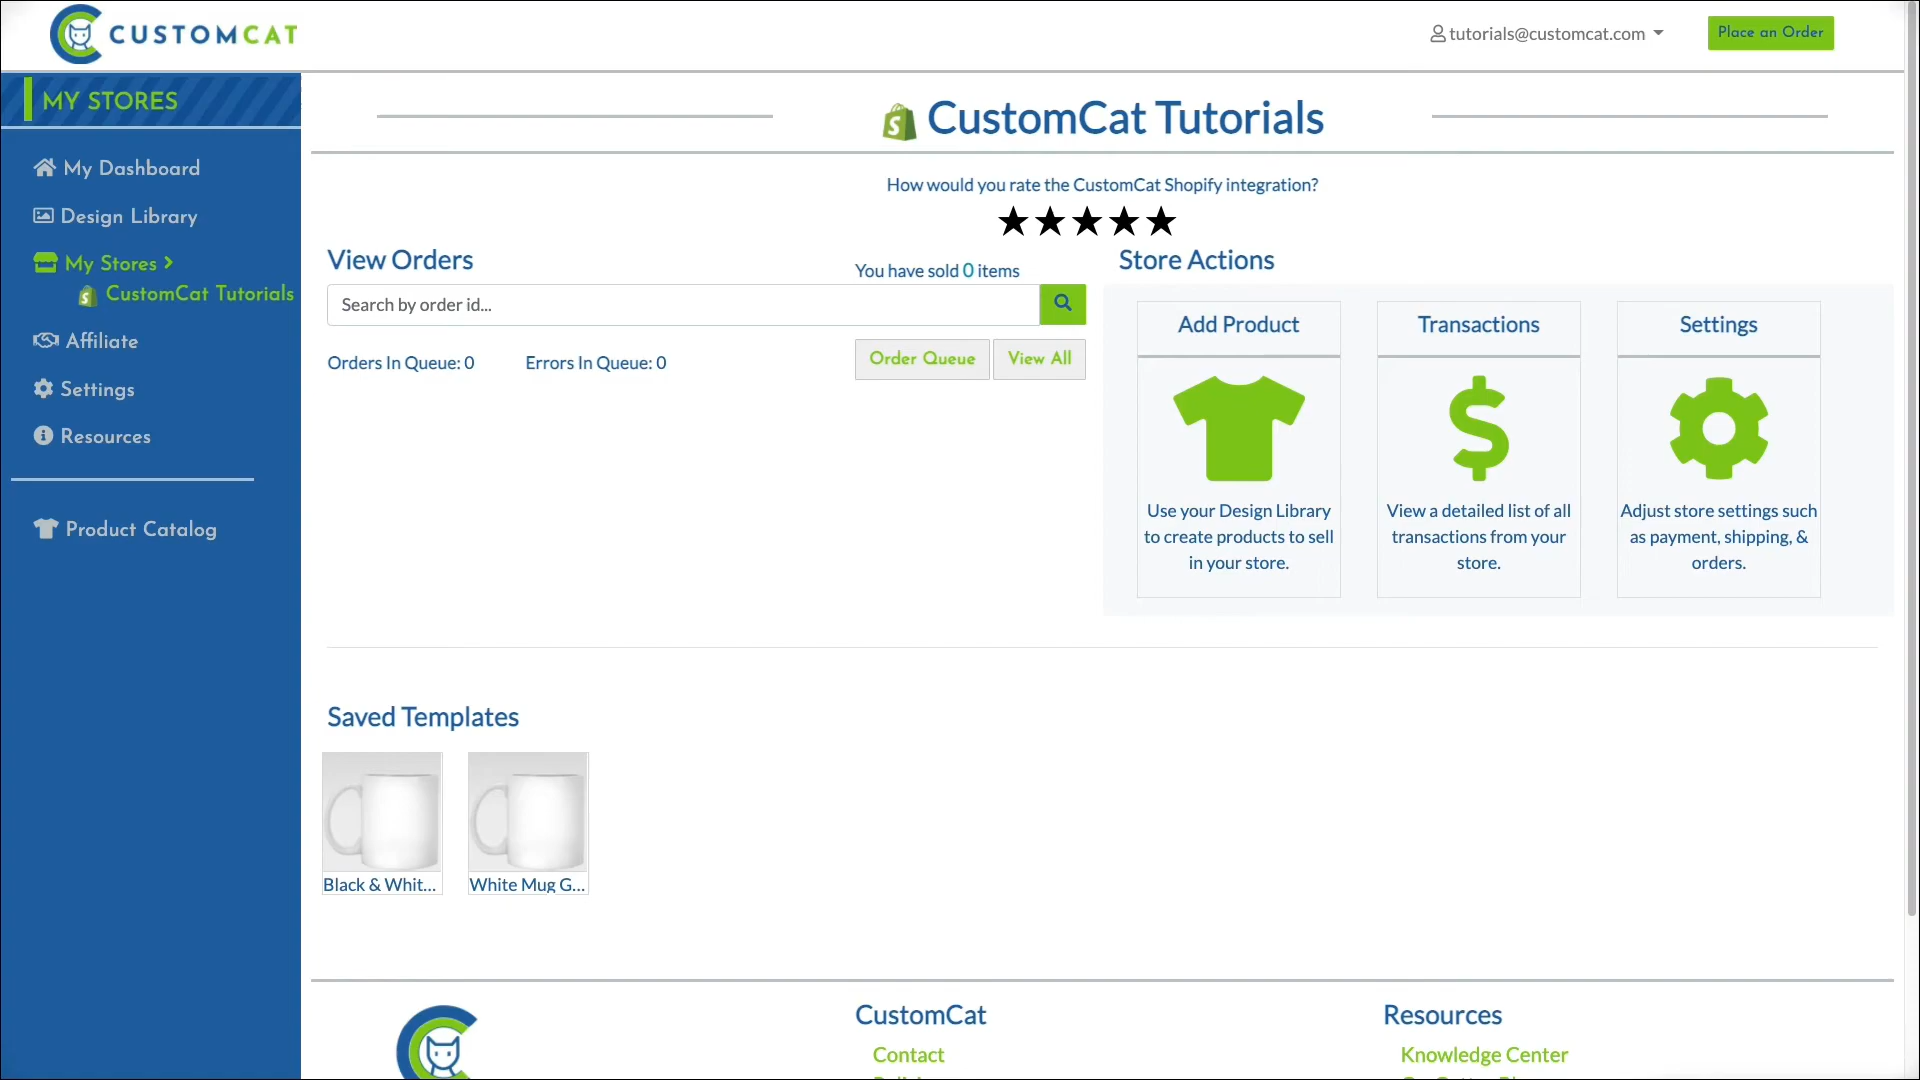 CUSTOMCAT
tutorials@customcat.com
Place an Order
MY STORES
My Dashboard
Design Library
My Stores
CustomCat Tutorials
Affiliate
Settings
Resources
Product Catalog
CustomCat Tutorials
How would you rate the CustomCat Shopify integration?
View Orders
You have sold 0 items
Search by order id...
Orders In Queue: 0
Errors In Queue: 0
Order Queue
View All
Store Actions
Add Product
Use your Design Library
to create products to sell
in your store.
Transactions
View a detailed list of all
transactions from your
store.
Settings
Adjust store settings such
as payment, shipping, &
orders.
Saved Templates
Black & Whit...
White Mug G...
CustomCat
Contact
Resources
Knowledge Center